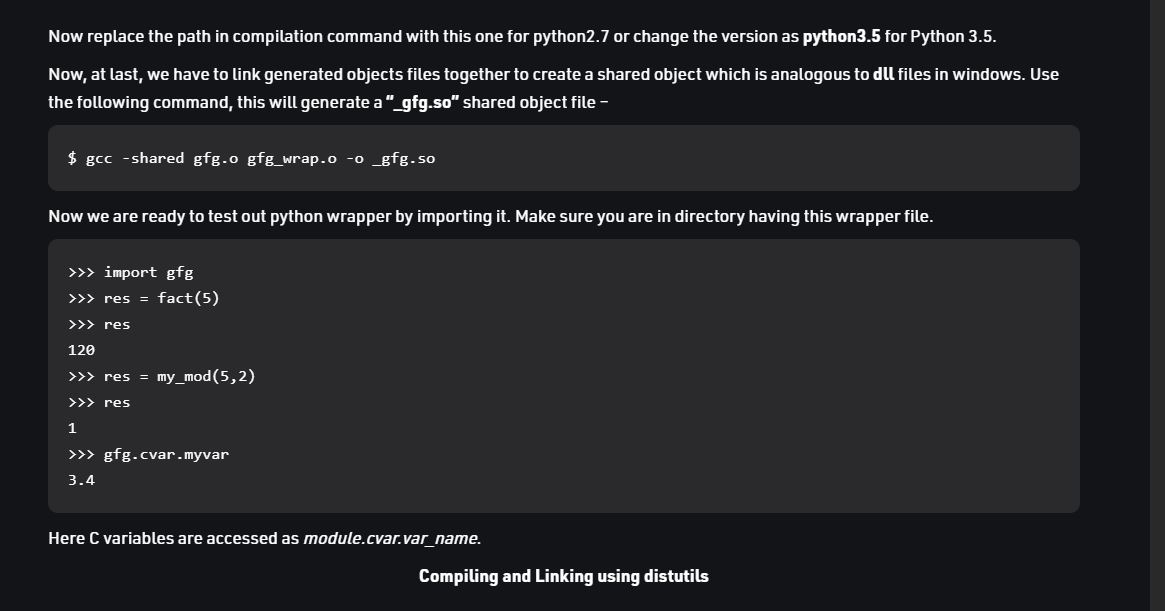 Now replace the path in compilation command with this one for python2.7 or change the version as python3.5 for Python 3.5.
Now, at last, we have to link generated objects files together to create a shared object which is analogous to dll files in windows. Use
the following command, this will generate a “_gfg.so” shared object file –
$ gcc -shared gfg.o gfg_wrap.o -o _gfg.so
Now we are ready to test out python wrapper by importing it. Make sure you are in directory having this wrapper file.
>>> import gfg
>>> res = fact(5)
>>> res
120
>>> res = my_mod(5,2)
>>> res
1
>>> gfg.cvar.myvar
3.4
Here C variables are accessed as module.cvar.var_name.
Compiling and Linking using distutils